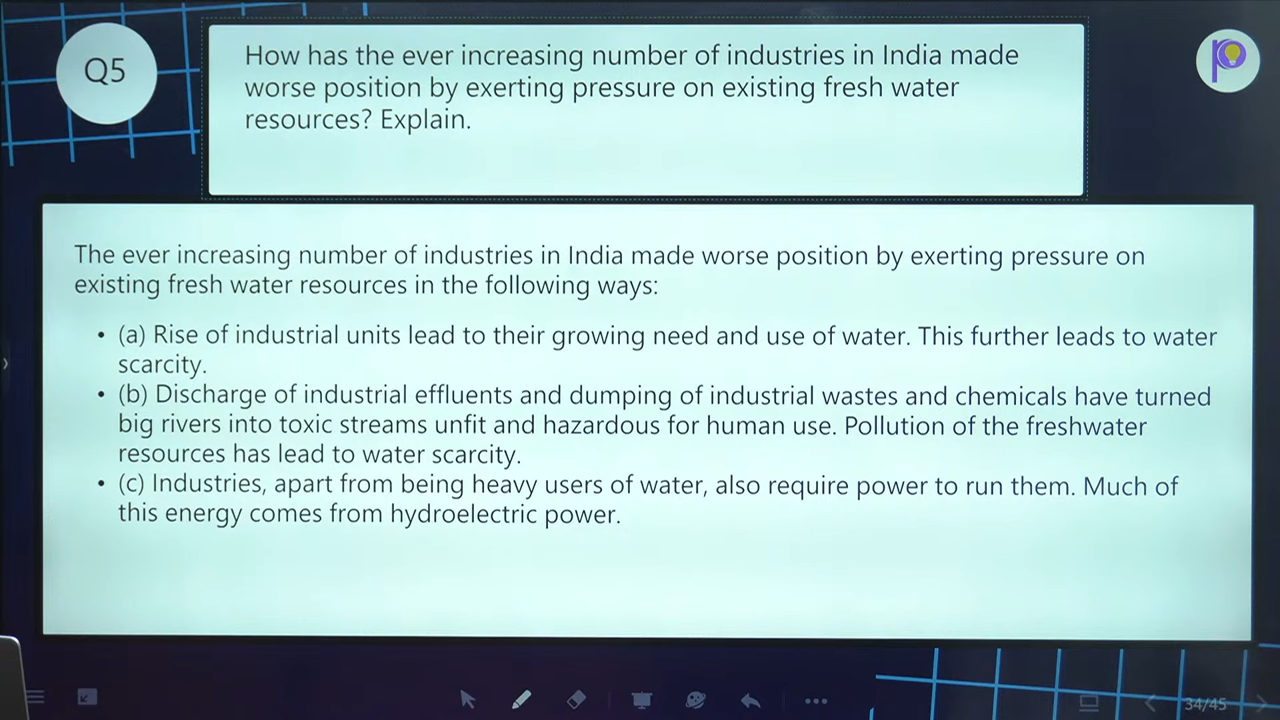 Q5
How has the ever increasing number of industries in India made
worse position by exerting pressure on existing fresh water
resources? Explain.
The ever increasing number of industries in India made worse position by exerting pressure on
existing fresh water resources in the following ways:
• (a) Rise of industrial units lead to their growing need and use of water. This further leads to water
scarcity.
• (b) Discharge of industrial effluents and dumping of industrial wastes and chemicals have turned
big rivers into toxic streams unfit and hazardous for human use. Pollution of the freshwater
resources has lead to water scarcity.
• (c) Industries, apart from being heavy users of water, also require power to run them. Much of
this energy comes from hydroelectric power.
34/45